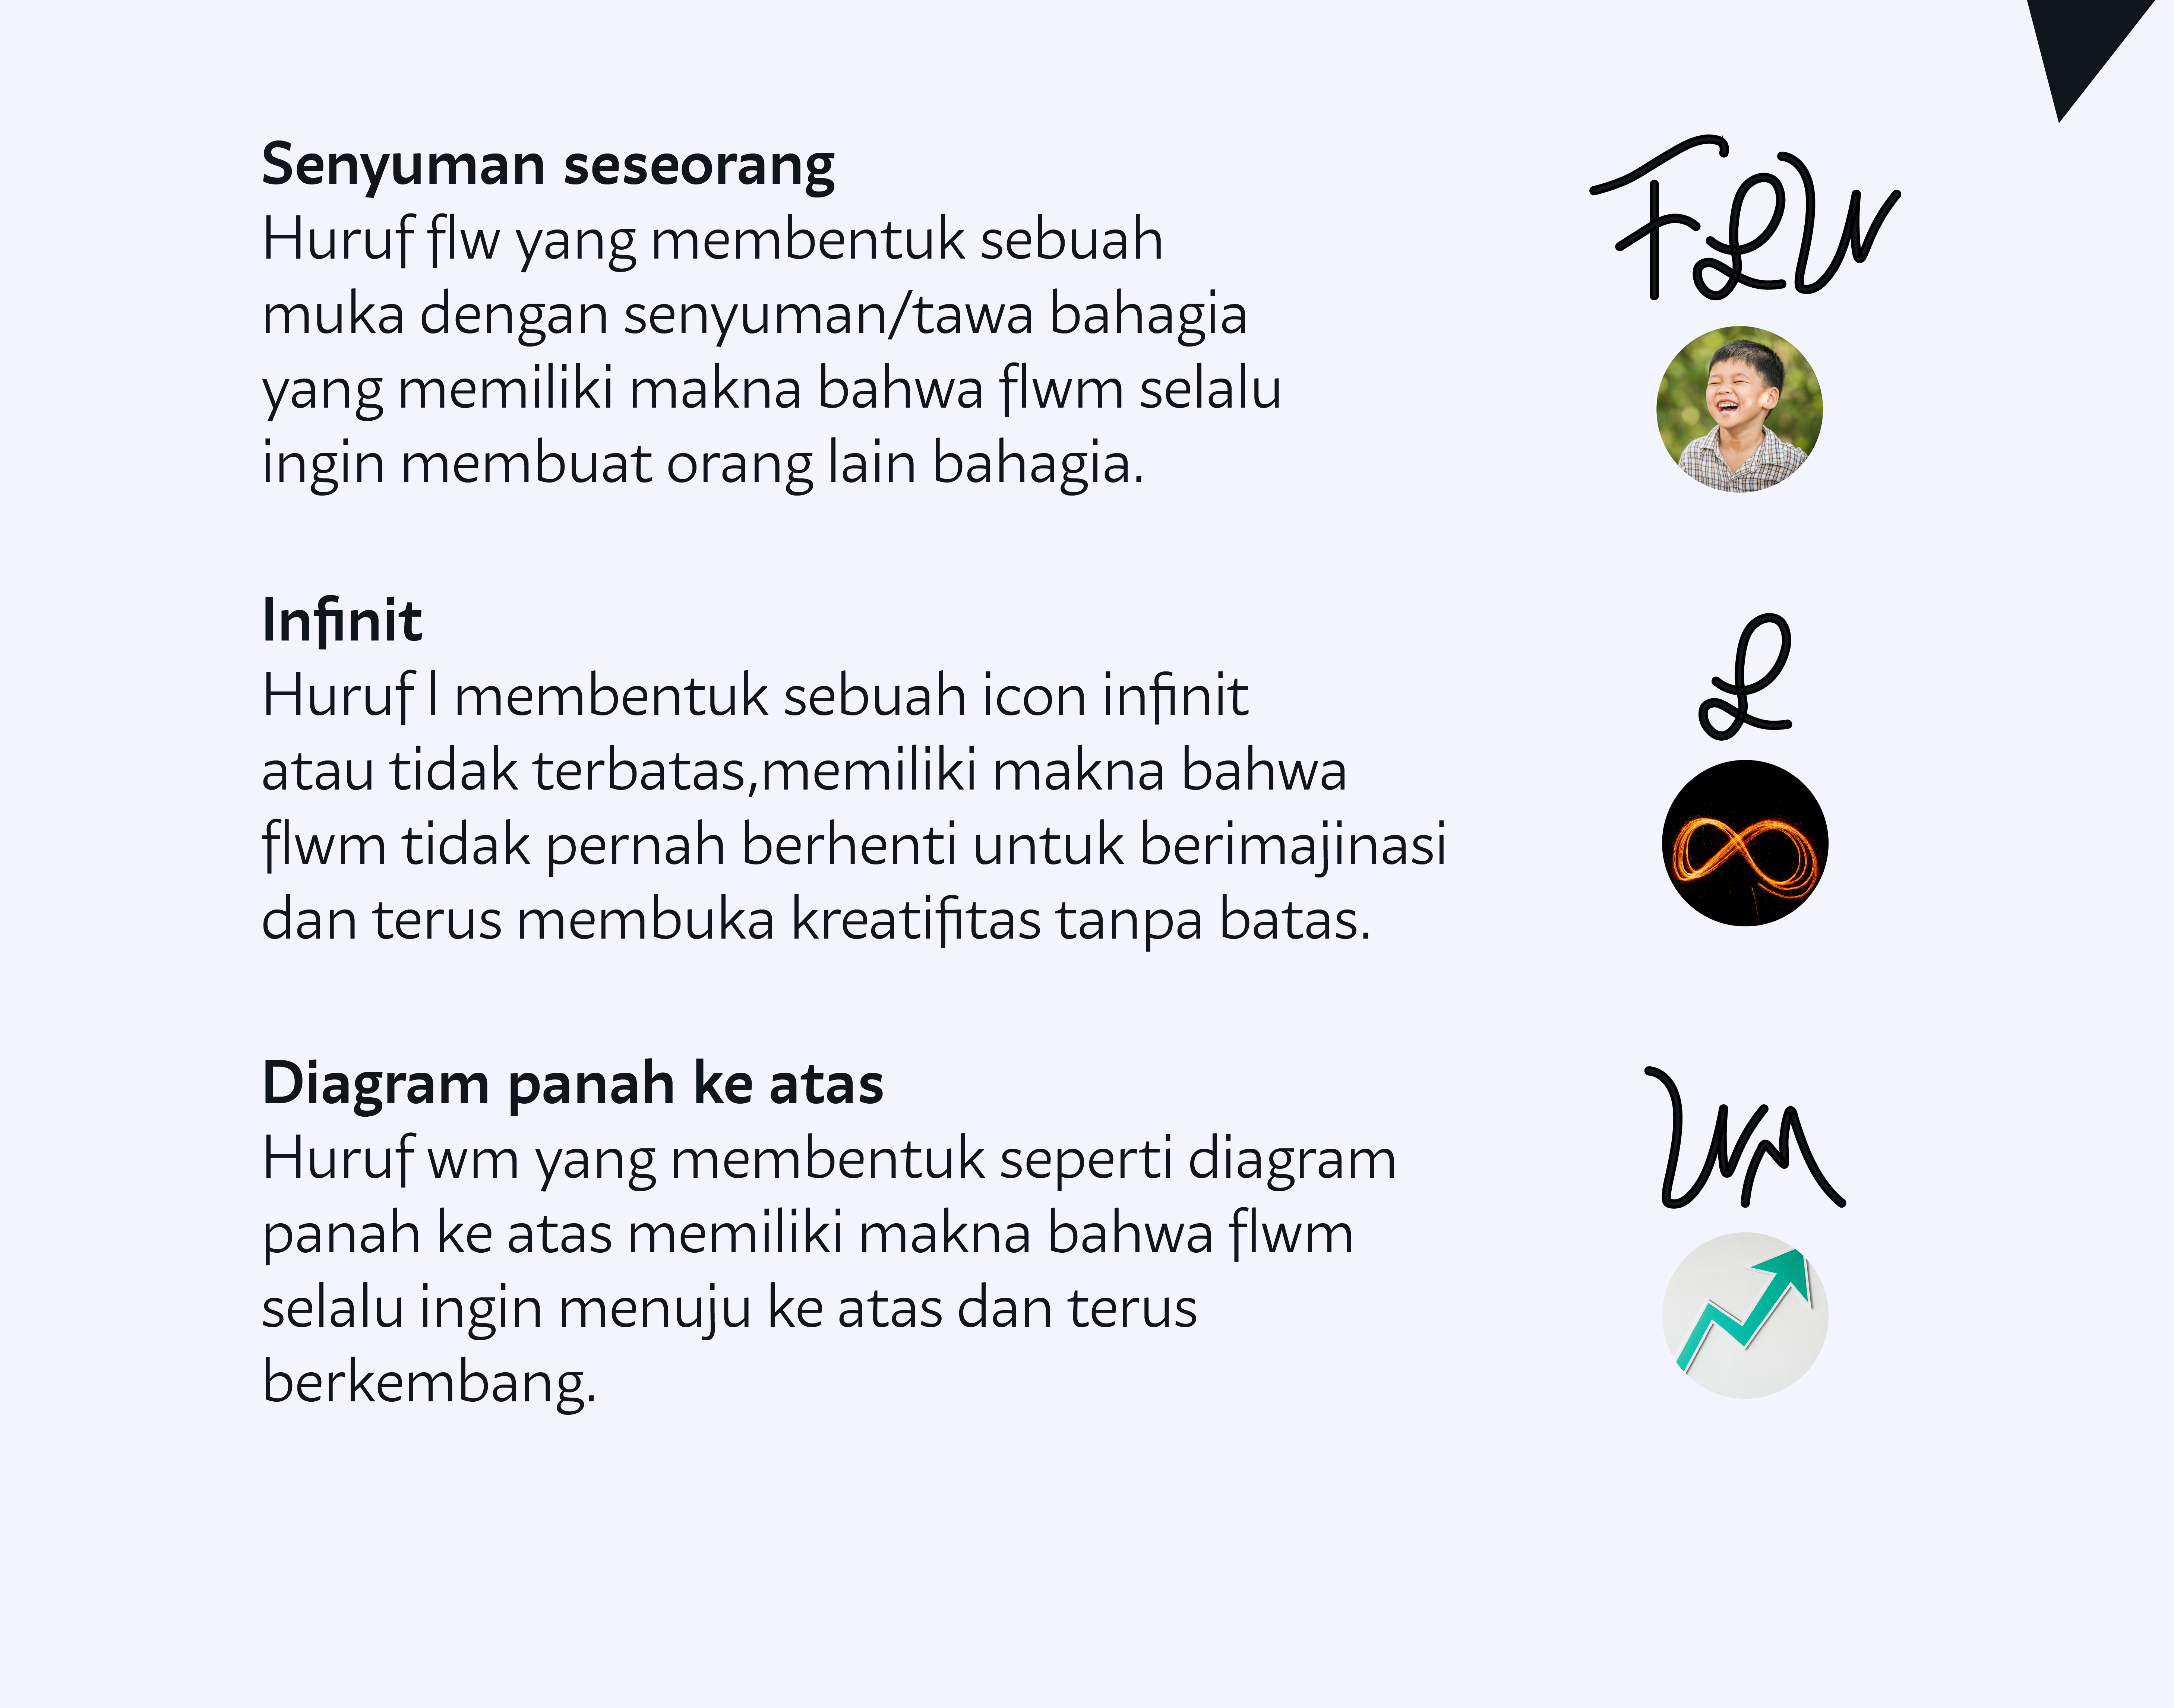 Senyuman seseorang
Huruf flw yang membentuk sebuah
muka dengan senyuman/tawa bahagia
yang memiliki makna bahwa flwm selalu
ingin membuat orang lain bahagia.
FLW
Infinit
Huruf l membentuk sebuah icon infinit
atau tidak terbatas,memiliki makna bahwa
flwm tidak pernah berhenti untuk berimajinasi
dan terus membuka kreatifitas tanpa batas.
L
Diagram panah ke atas
Huruf wm yang membentuk seperti diagram
panah ke atas memiliki makna bahwa flwm
selalu ingin menuju ke atas dan terus
berkembang.
WM